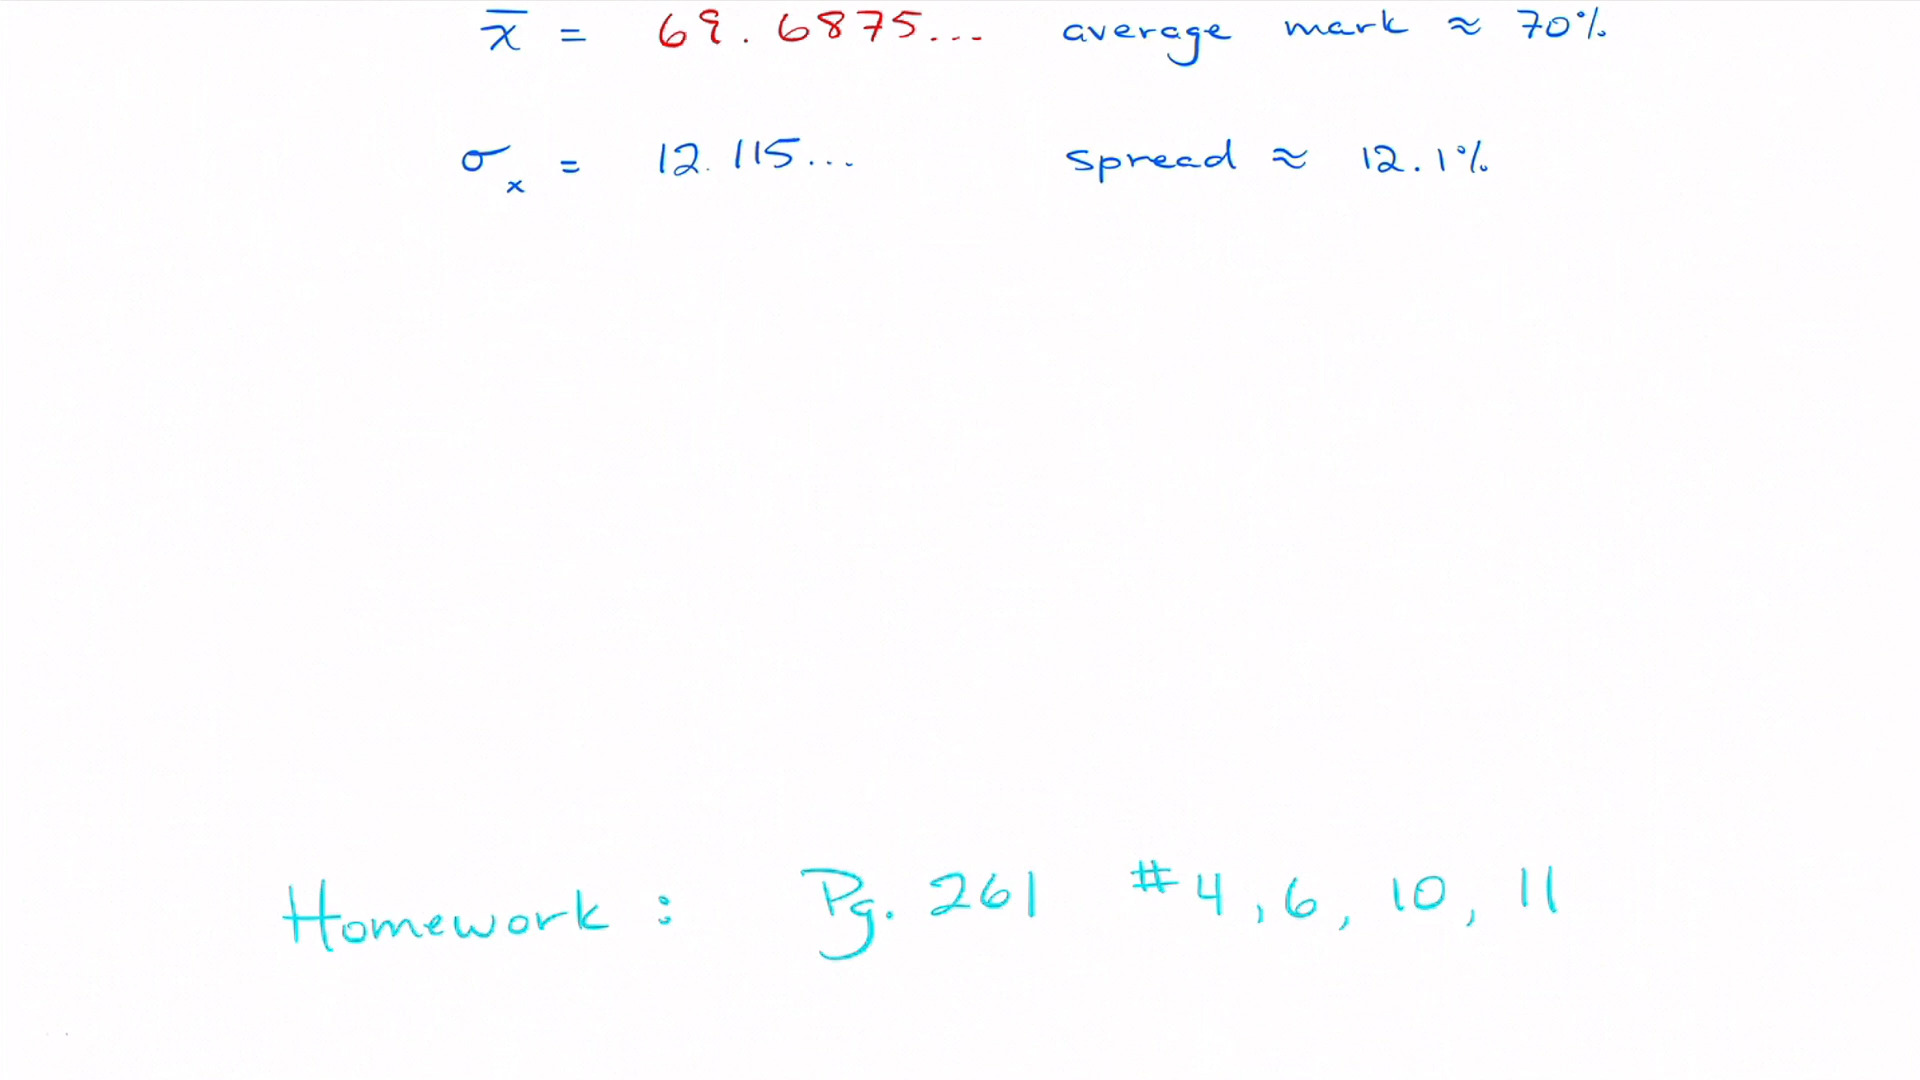 x̄ = 69.6875... average mark ≈ 70%
σₓ = 12.115... spread ≈ 12.1%
Homework : Pg. 261 #4, 6, 10, 11